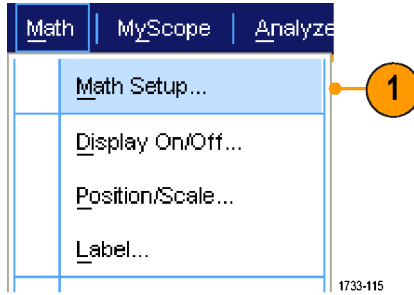 Math MyScope Analyze
Math Setup...
1
Display On/Off...
Position/Scale...
Label...
1733-115